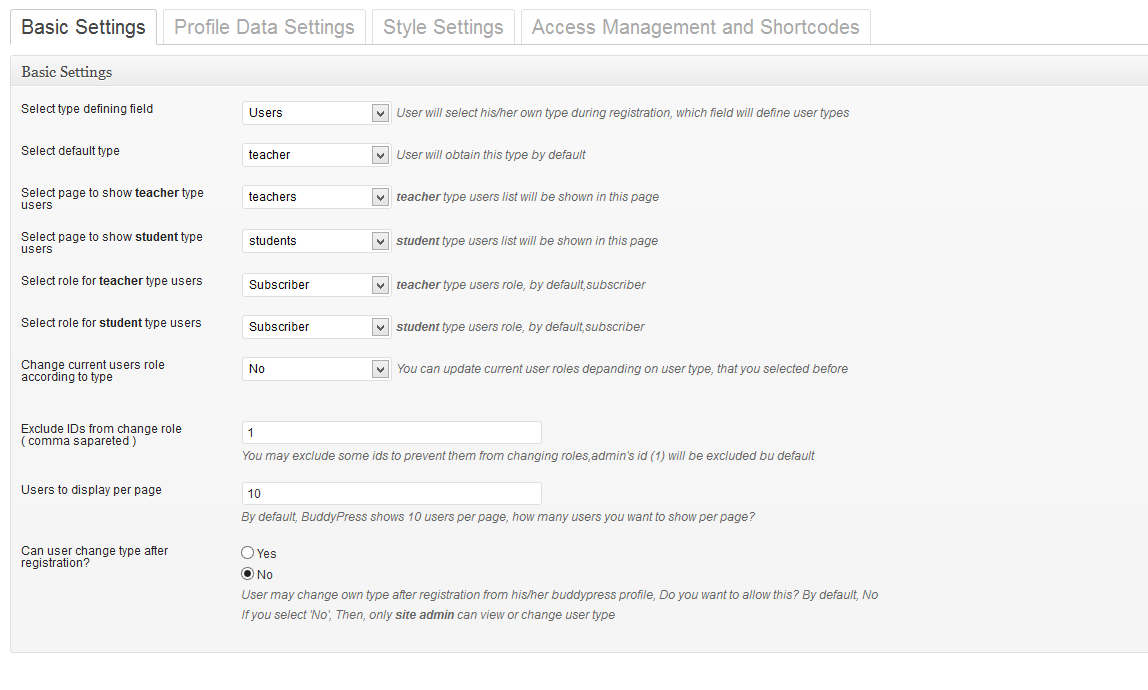 Basic Settings Profile Data Settings Style Settings Access Management and Shortcodes
Basic Settings
Select type defining field Users User will select his/her own type during registration, which field will define user types
Select default type teacher User will obtain this type by default
Select page to show teacher type
users
teachers teacher type users list will be shown in this page
Select page to show student type
users
students student type users list will be shown in this page
Select role for teacher type users Subscriber teacher type users role, by default,subscriber
Select role for student type users Subscriber student type users role, by default,subscriber
Change current users role
according to type
No You can update current user roles depanding on user type, that you selected before
Exclude IDs from change role
( comma sapareted )
1
You may exclude some ids to prevent them from changing roles,admin's id (1) will be excluded bu default
Users to display per page
10
By default, BuddyPress shows 10 users per page, how many users you want to show per page?
Can user change type after
registration?
Yes
No
User may change own type after registration from his/her buddypress profile, Do you want to allow this? By default, No
If you select 'No', Then, only site admin can view or change user type